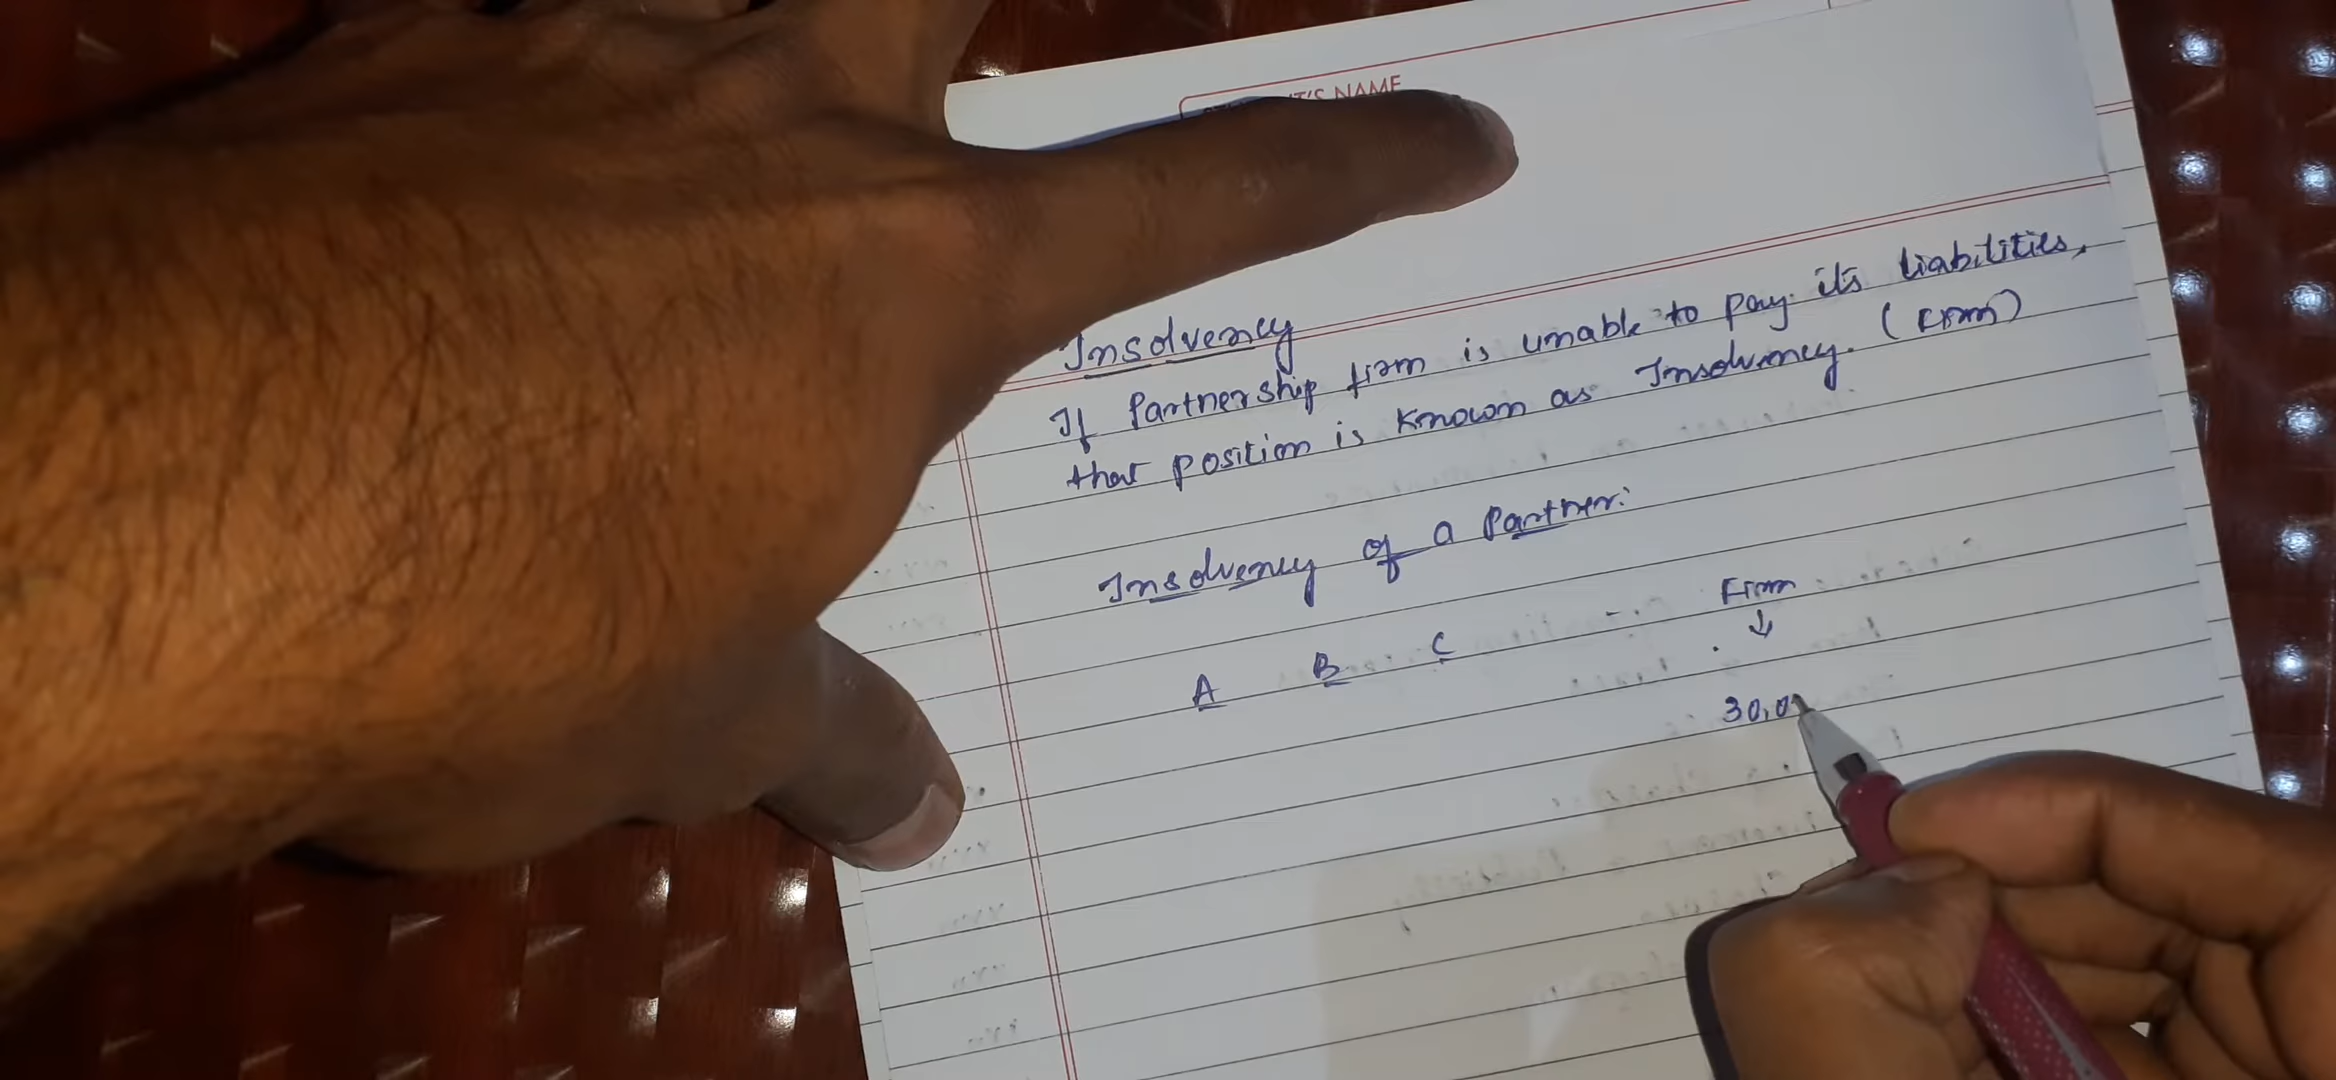 T'S NAME
Insolvency
If Partnership firm is unable to pay its liabilities,
that position is known as Insolvency. (Firm)
Insolvency of a Partner:
Firm
↓
A B C
30,0